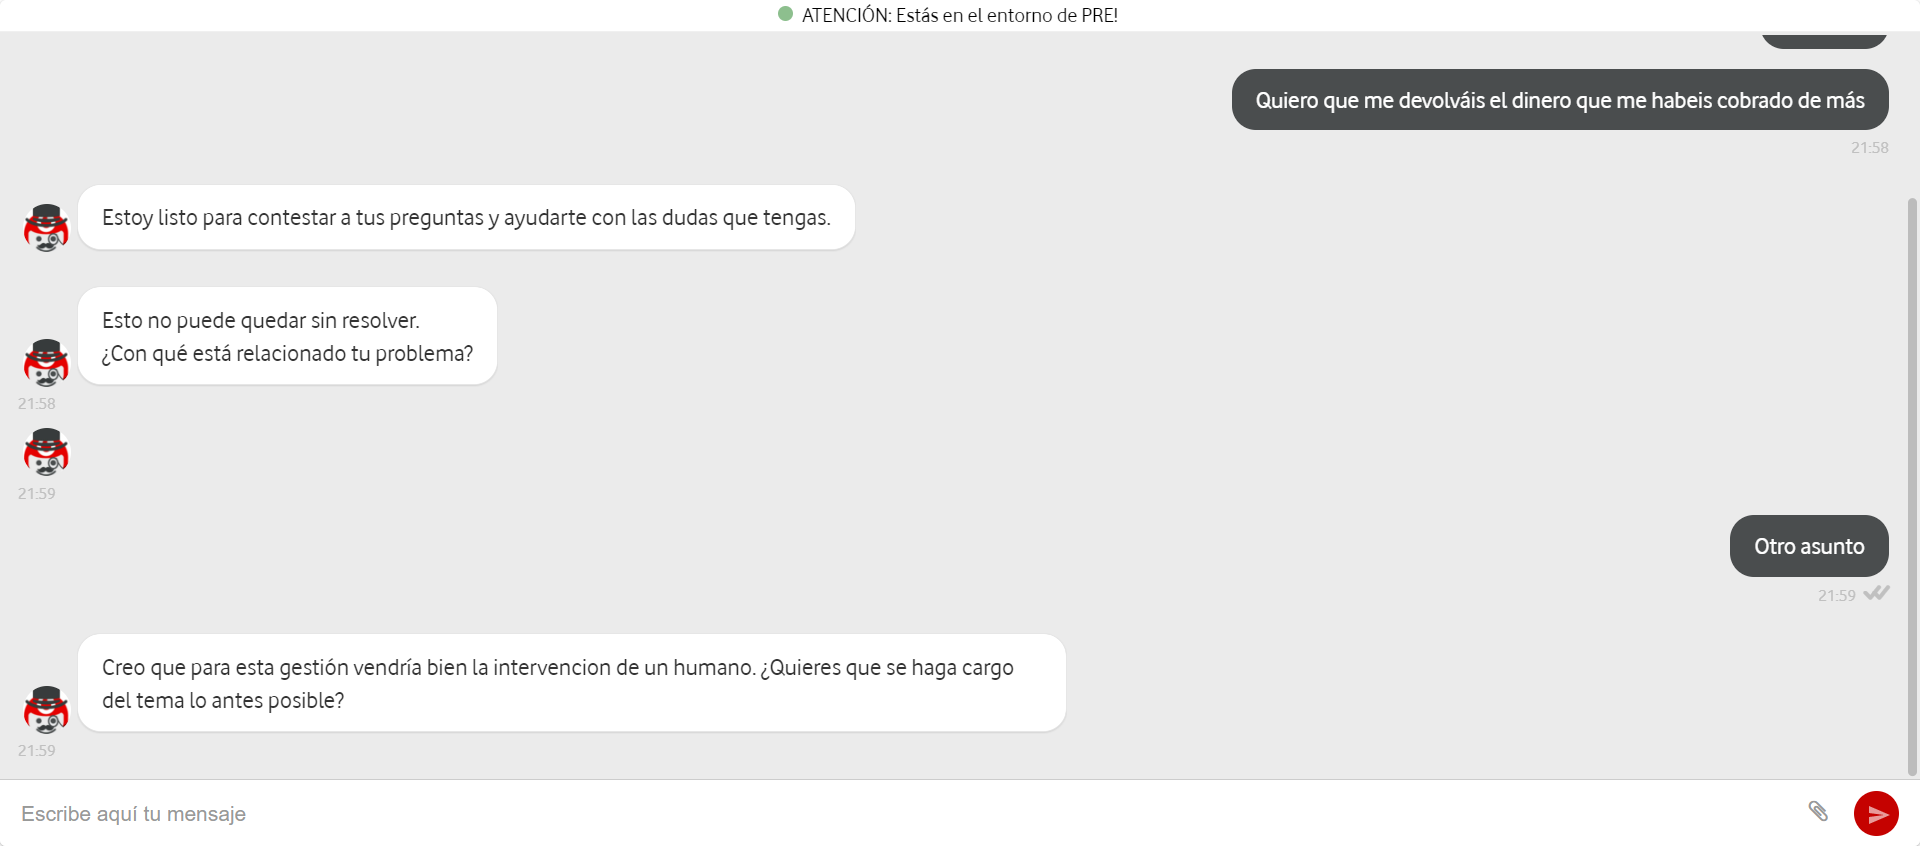 ATENCIÓN: Estás en el entorno de PRE!
Quiero que me devolváis el dinero que me habeis cobrado de más
21:58
Estoy listo para contestar a tus preguntas y ayudarte con las dudas que tengas.
Esto no puede quedar sin resolver.
¿Con qué está relacionado tu problema?
21:58
21:59
Otro asunto
21:59
Creo que para esta gestión vendría bien la intervencion de un humano. ¿Quieres que se haga cargo
del tema lo antes posible?
21:59
Escribe aquí tu mensaje